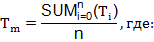 Tm = SUMⁿᵢ₌₀(Tᵢ) / n, где: